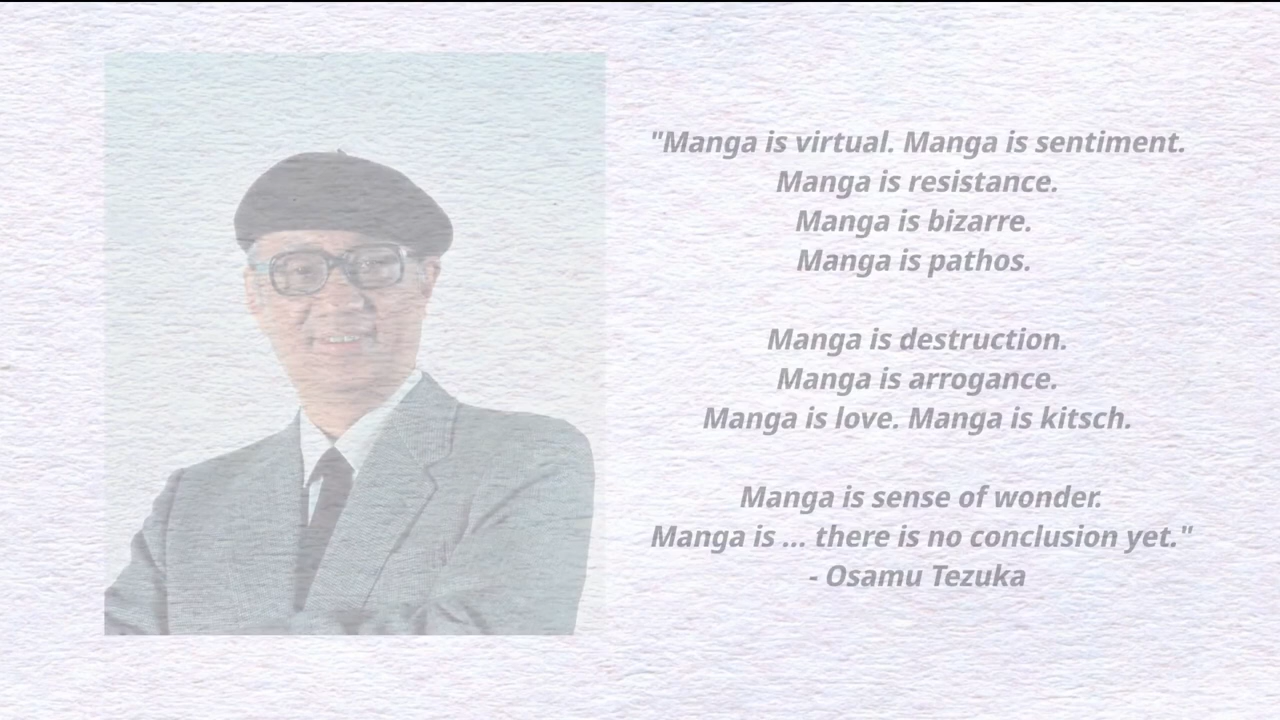 "Manga is virtual. Manga is sentiment.
Manga is resistance.
Manga is bizarre.
Manga is pathos.
Manga is destruction.
Manga is arrogance.
Manga is love. Manga is kitsch.
Manga is sense of wonder.
Manga is ... there is no conclusion yet."
- Osamu Tezuka